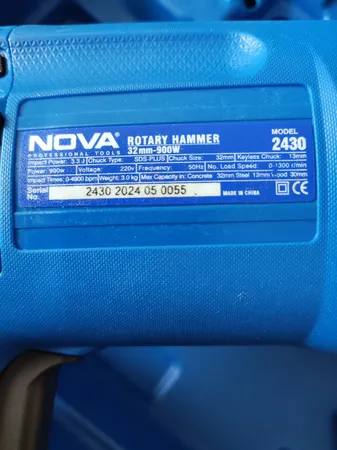 NOVA®
PROFESSIONAL TOOLS
ROTARY HAMMER
32mm-900W
MODEL
2430
Impact Power: 3.3 J Chuck Type: SDS-PLUS Chuck Size: 32mm Keyless Chuck: 13mm
Power: 900w Voltage: 220v Frequency: 50Hz No. Load Speed: 0-1300 r/min
Impact Times: 0-4900 bpm Weight: 3.0 kg Max Capacity in: Concrete 32mm Steel 13mm Wood 30mm
Serial No.: 2430 2024 05 0055
MADE IN CHINA
CE